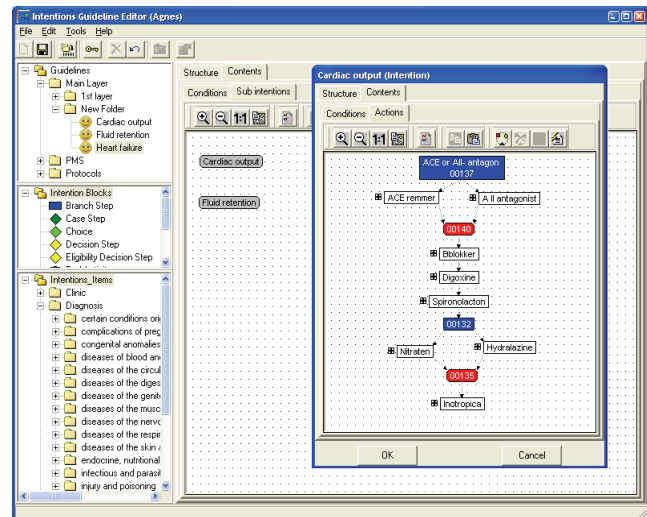 Intentions Guideline Editor (Agnes)
File Edit Tools Help
Guidelines
Main Layer
1st layer
New Folder
Cardiac output
Fluid retention
Heart failure
PMS
Protocols
Intention Blocks
Branch Step
Case Step
Choice
Decision Step
Eligibility Decision Step
Intentions_Items
Clinic
Diagnosis
certain conditions ori
complications of preg
congenital anomalies
diseases of blood and
diseases of the circul
diseases of the diges
diseases of the genit
diseases of the musc
diseases of the nervo
diseases of the respir
diseases of the skin a
endocrine, nutritional
infectious and parasit
injury and poisoning
Structure Contents
Conditions Sub intentions
1:1
Cardiac output
Fluid retention
Cardiac output (Intention)
Structure Contents
Conditions Actions
1:1
ACE or AII- antagon
00137
ACE remmer
A II antagonist
00140
Bblokker
Digoxine
Spironolacton
00132
Nitraten
Hydralazine
00135
Inotropica
OK
Cancel